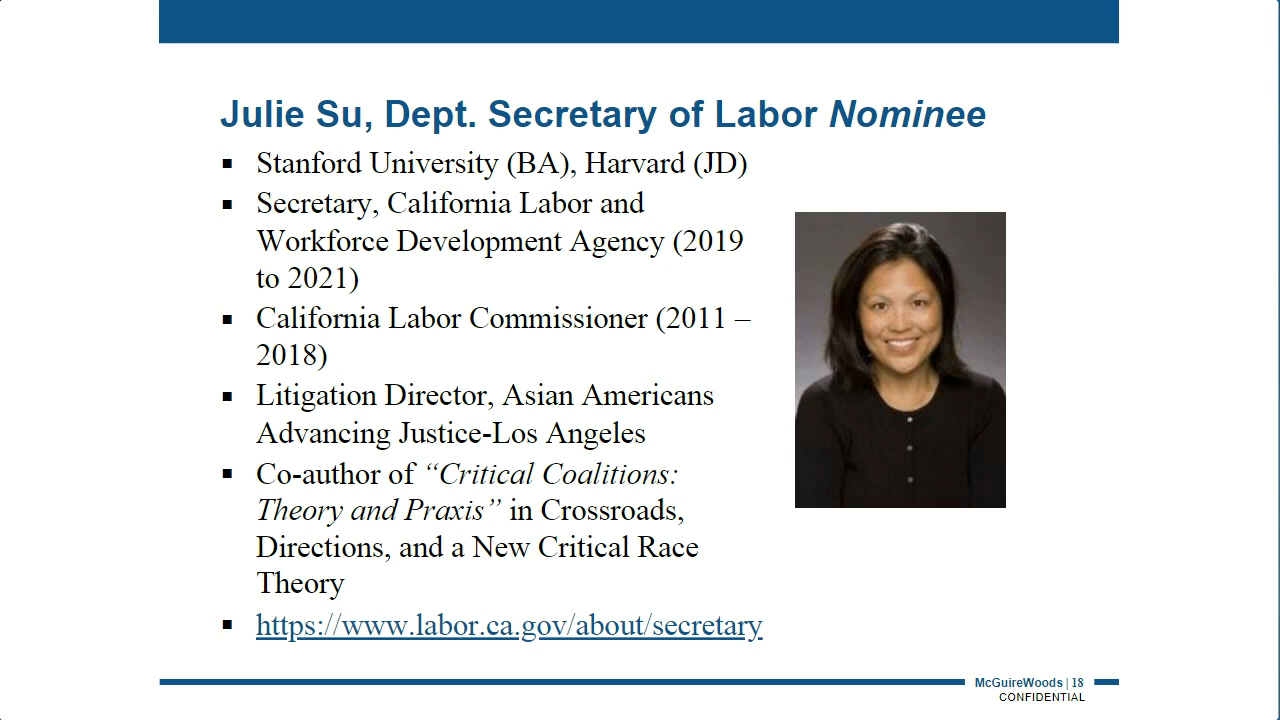 Julie Su, Dept. Secretary of Labor Nominee
▪ Stanford University (BA), Harvard (JD)
▪ Secretary, California Labor and
Workforce Development Agency (2019
to 2021)
▪ California Labor Commissioner (2011 –
2018)
▪ Litigation Director, Asian Americans
Advancing Justice-Los Angeles
▪ Co-author of “Critical Coalitions:
Theory and Praxis” in Crossroads,
Directions, and a New Critical Race
Theory
▪ https://www.labor.ca.gov/about/secretary
McGuireWoods | 18
CONFIDENTIAL